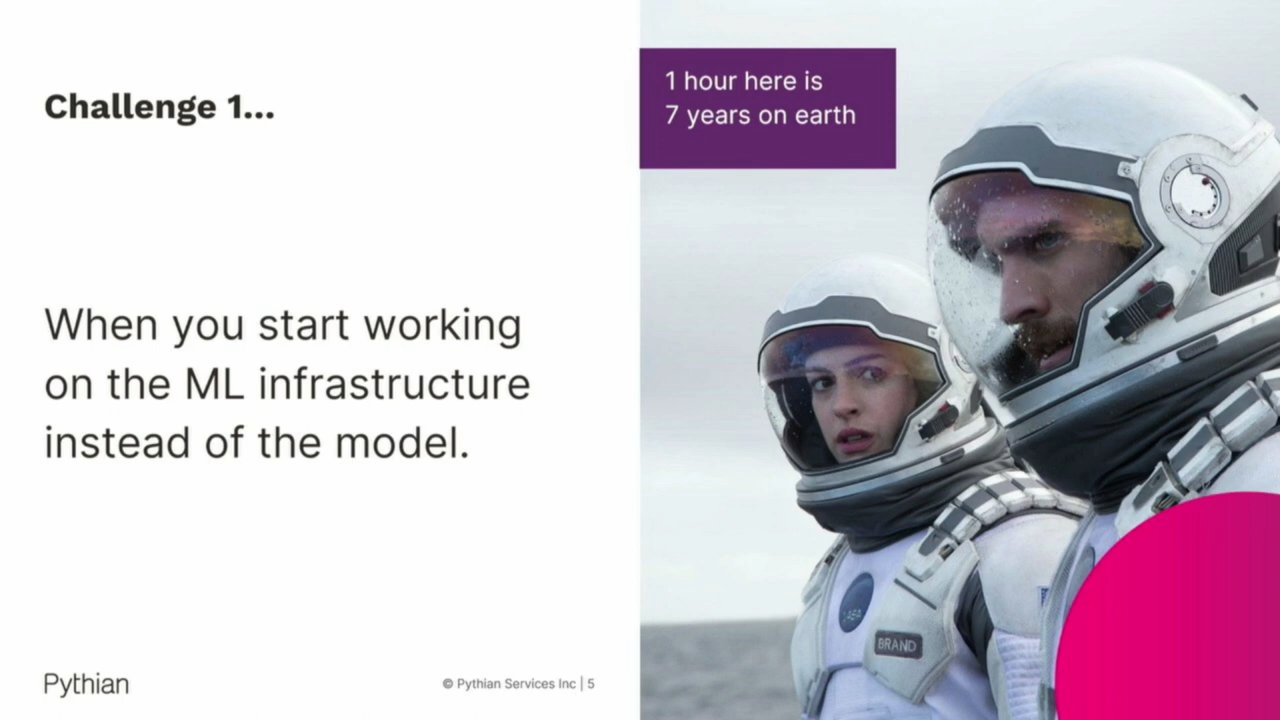 Challenge 1...
When you start working
on the ML infrastructure
instead of the model.
Pythian
© Pythian Services Inc | 5
1 hour here is
7 years on earth
BRAND